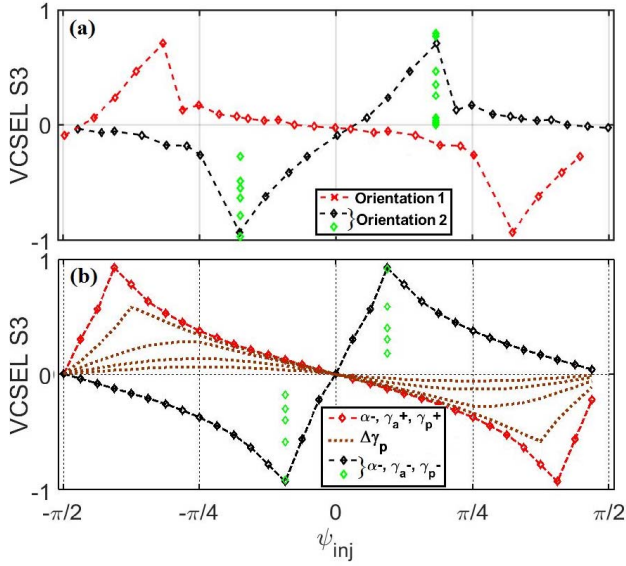 (a)
1
0
-1
VCSEL S3
Orientation 1
Orientation 2
(b)
1
0
-1
VCSEL S3
α-, γa+, γp+
Δγp
α-, γa-, γp-
-π/2 -π/4 0 π/4 π/2
ψinj